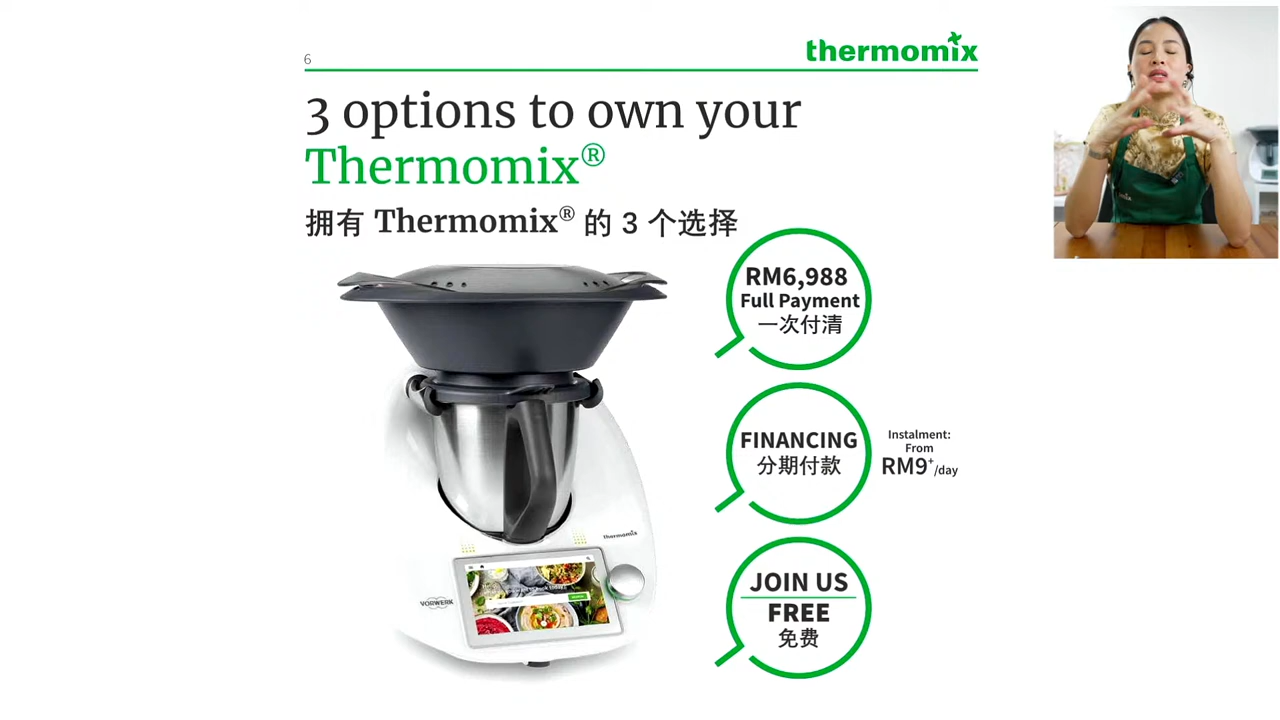 6
thermomix
3 options to own your
Thermomix®
拥有 Thermomix® 的 3 个选择
RM6,988
Full Payment
一次付清
FINANCING
分期付款
Instalment:
From
RM9+/day
JOIN US
FREE
免费
thermomix
VORWERK